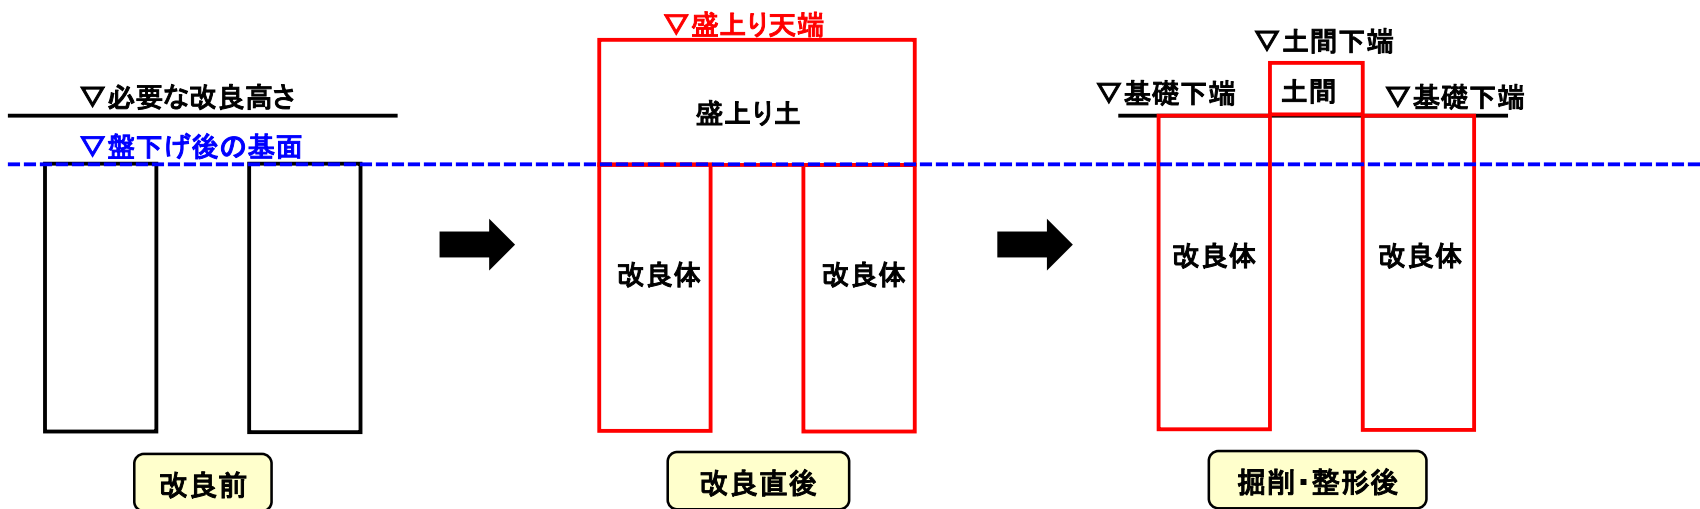 ▽必要な改良高さ
▽盤下げ後の基面
改良前
▽盛上り天端
盛上り土
改良体
改良体
改良直後
▽土間下端
▽基礎下端
土間
▽基礎下端
改良体
改良体
掘削・整形後